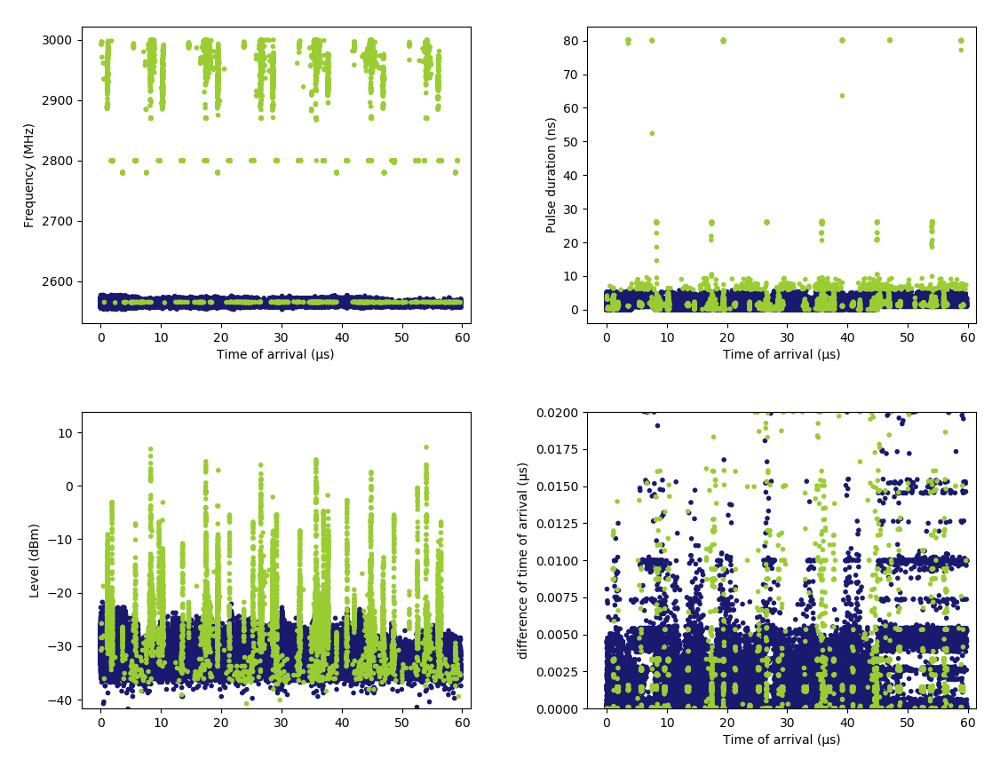 Frequency (MHz)
3000
2900
2800
2700
2600
0 10 20 30 40 50 60
Time of arrival (µs)
Pulse duration (ns)
80
70
60
50
40
30
20
10
0
0 10 20 30 40 50 60
Time of arrival (µs)
Level (dBm)
10
0
−10
−20
−30
−40
0 10 20 30 40 50 60
difference of time of arrival (µs)
0.0200
0.0175
0.0150
0.0125
0.0100
0.0075
0.0050
0.0025
0.0000
0 10 20 30 40 50 60
Time of arrival (µs)